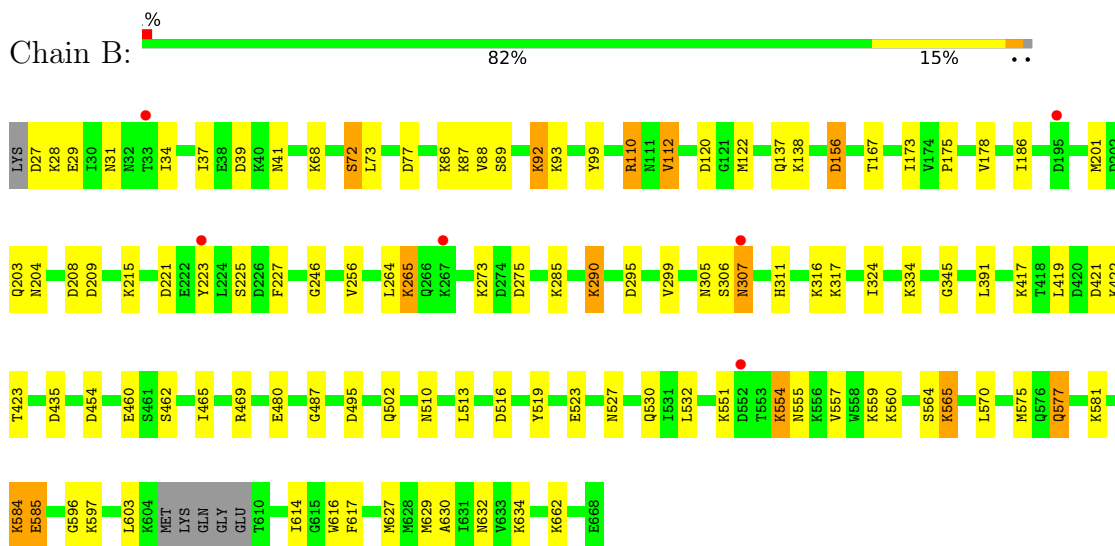 1%
Chain B:
82% 15% • •
LYS D27 K28 E29 I30 N31 N32 T33 I34 I37 E38 D39 K40 N41 K68 S72 L73 D77 K86 K87 V88 S89 K92 K93 Y99 R110 N111 V112 D120 G121 M122 Q137 K138 D156 T167 I173 V174 P175 V178 I186 D195 M201 D202
Q203 N204 D208 D209 K215 D221 E222 Y223 L224 S225 D226 F227 G246 V256 L264 K265 Q266 K267 K273 D274 D275 K285 K290 D295 V299 N305 S306 N307 H311 K316 K317 I324 K334 G345 L391 K417 T418 L419 D420 D421 K422
T423 D435 D454 E460 S461 S462 I465 R469 E480 G487 D495 Q502 N510 L513 D516 Y519 E523 N527 Q530 I531 L532 K551 D552 T553 K554 N555 K556 V557 W558 K559 K560 S564 K565 L570 M575 Q576 Q577 K581
K584 E585 G596 K597 L603 K604 MET LYS GLN GLY GLU T610 I614 G615 W616 F617 M627 M628 M629 A630 I631 N632 V633 K634 K662 E668